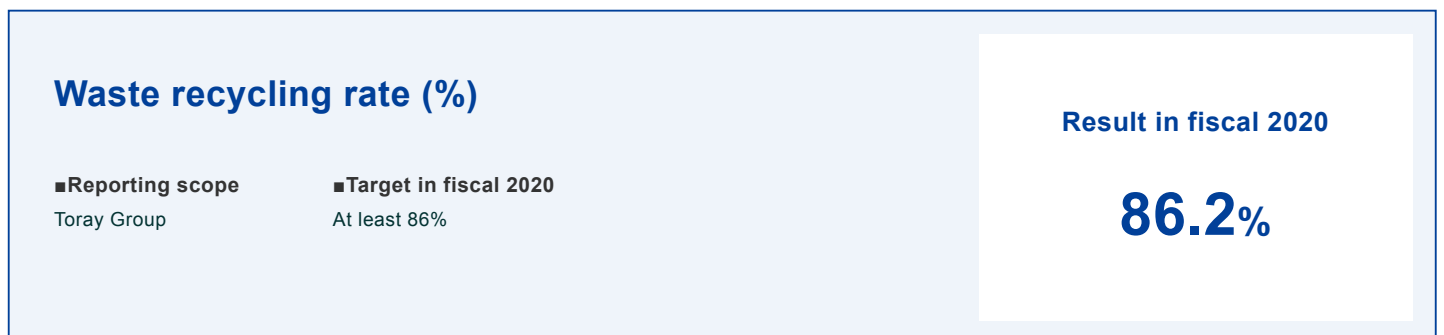 Waste recycling rate (%)
■Reporting scope
Toray Group
■Target in fiscal 2020
At least 86%
Result in fiscal 2020
86.2%